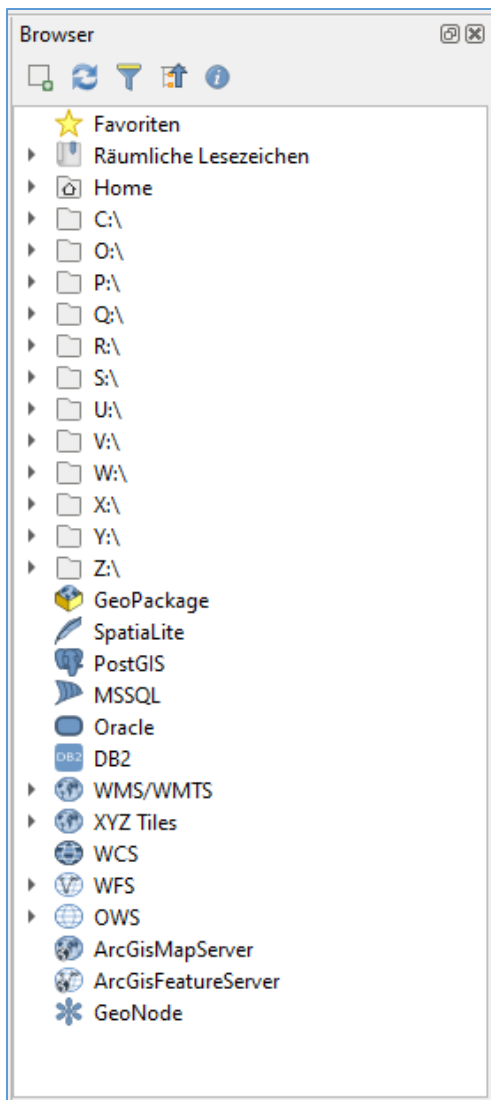 Browser
Favoriten
Räumliche Lesezeichen
Home
C:\
O:\
P:\
Q:\
R:\
S:\
U:\
V:\
W:\
X:\
Y:\
Z:\
GeoPackage
SpatiaLite
PostGIS
MSSQL
Oracle
DB2 DB2
WMS/WMTS
XYZ Tiles
WCS
WFS
OWS
ArcGisMapServer
ArcGisFeatureServer
GeoNode